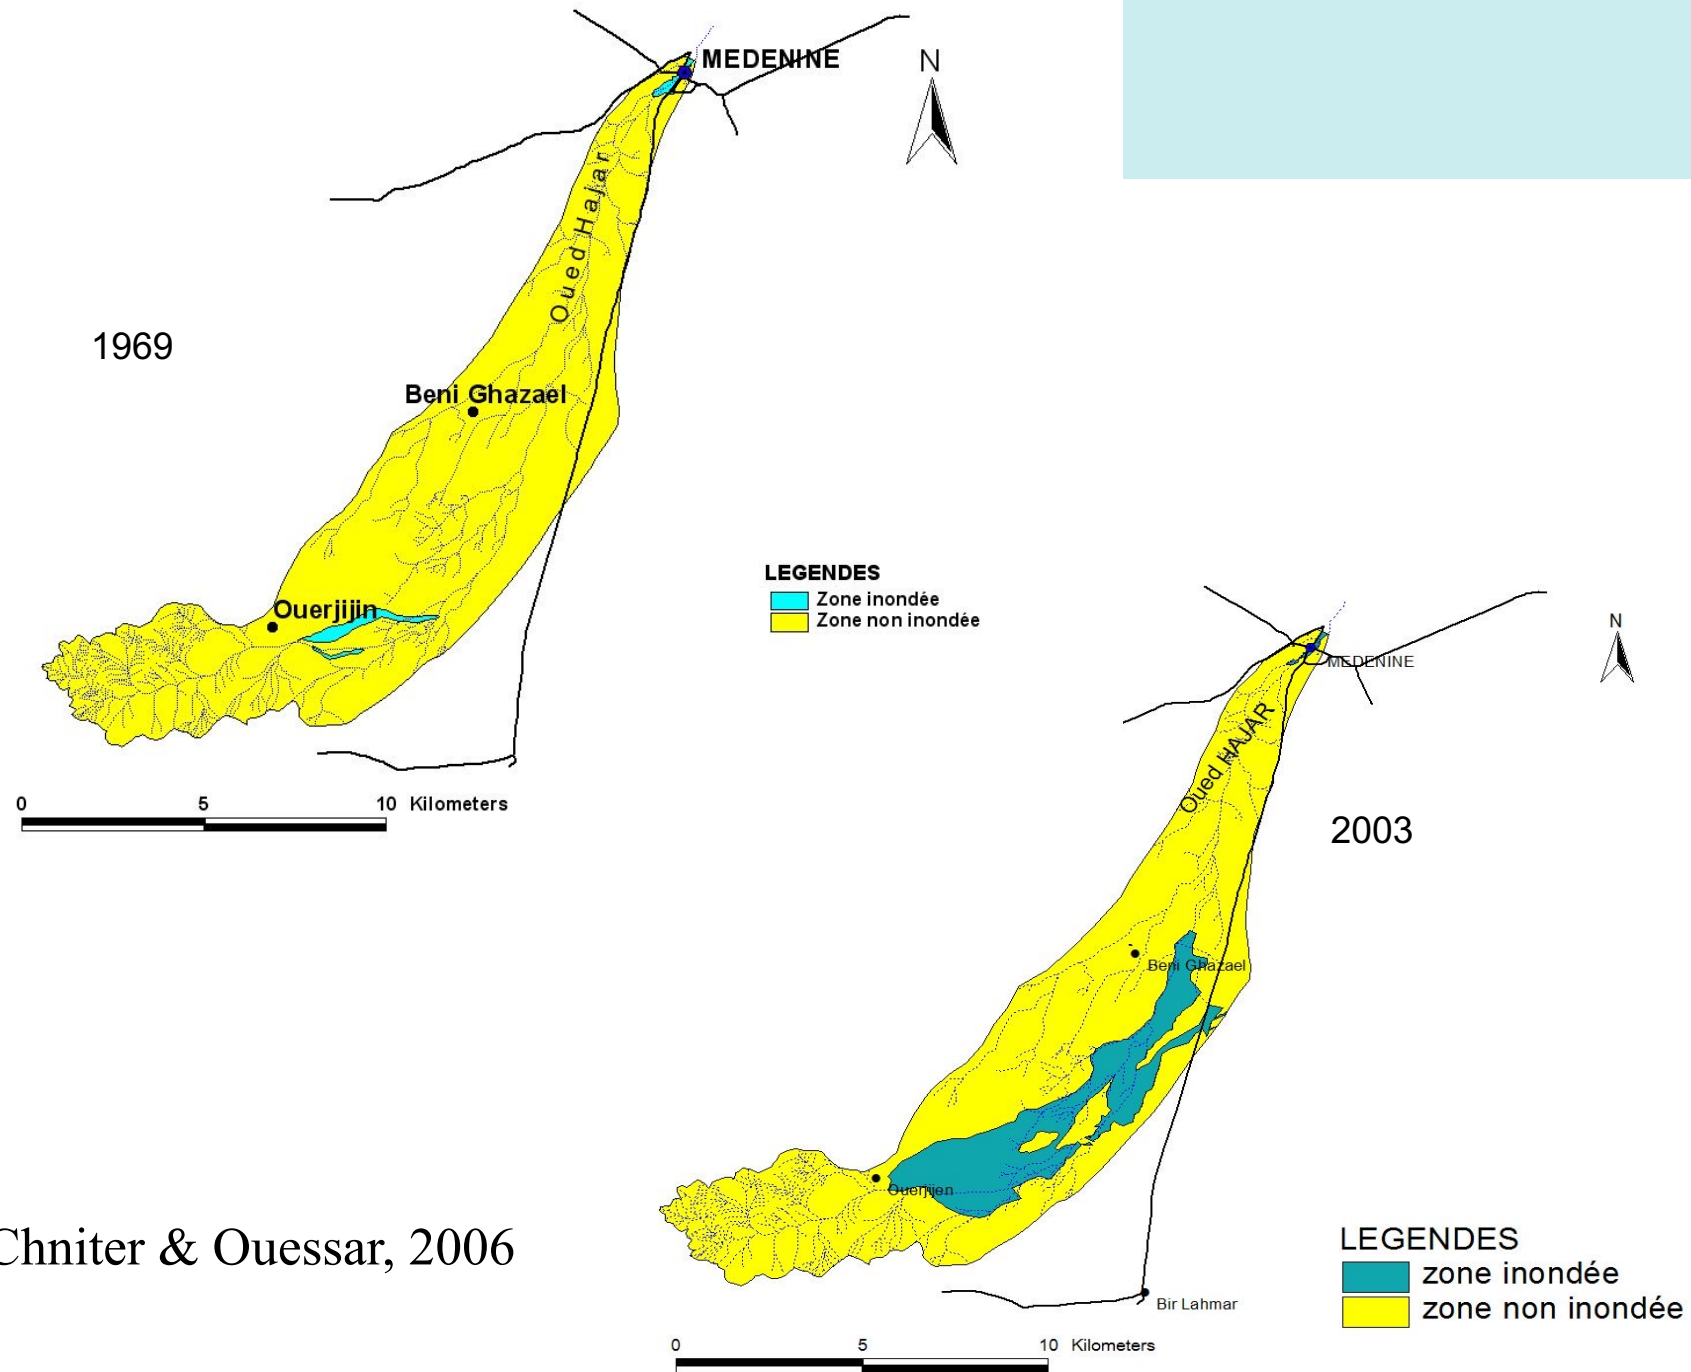 MEDENINE
N
Oued Hajar
1969
Beni Ghazael
Ouerjijin
0 5 10 Kilometers
LEGENDES
Zone inondée
Zone non inondée
N
MEDENINE
Oued HAJAR
2003
Beni Ghazael
Ouerjijen
Bir Lahmar
0 5 10 Kilometers
Chniter & Ouessar, 2006
LEGENDES
zone inondée
zone non inondée